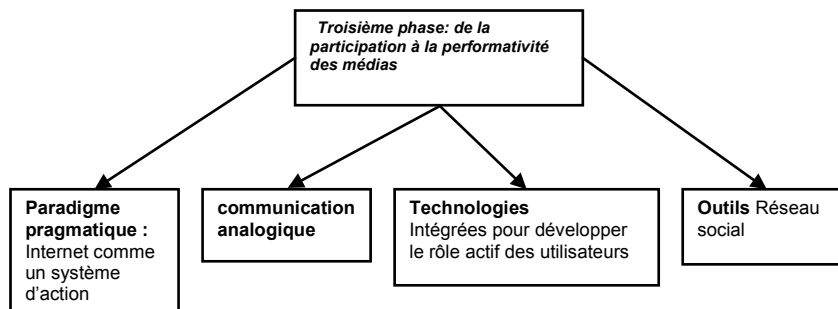 Troisième phase: de la
participation à la performativité
des médias
Paradigme
pragmatique :
Internet comme
un système
d’action
communication
analogique
Technologies
Intégrées pour développer
le rôle actif des utilisateurs
Outils Réseau
social